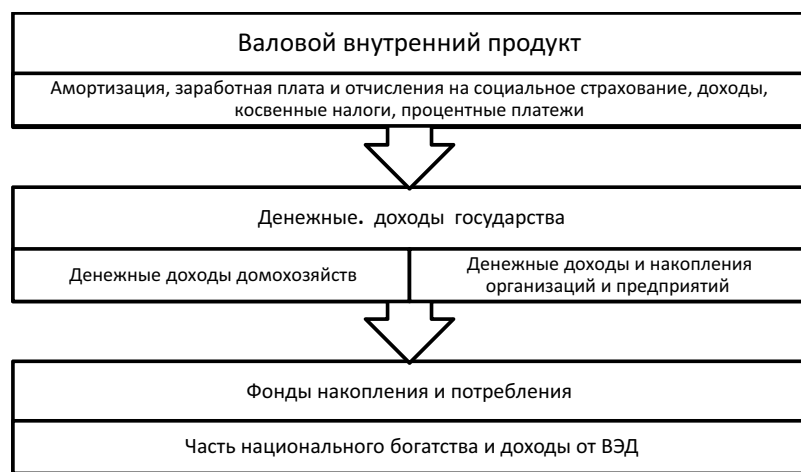 Валовой внутренний продукт
Амортизация, заработная плата и отчисления на социальное страхование, доходы,
косвенные налоги, процентные платежи
Денежные. доходы государства
Денежные доходы домохозяйств
Денежные доходы и накопления
организаций и предприятий
Фонды накопления и потребления
Часть национального богатства и доходы от ВЭД